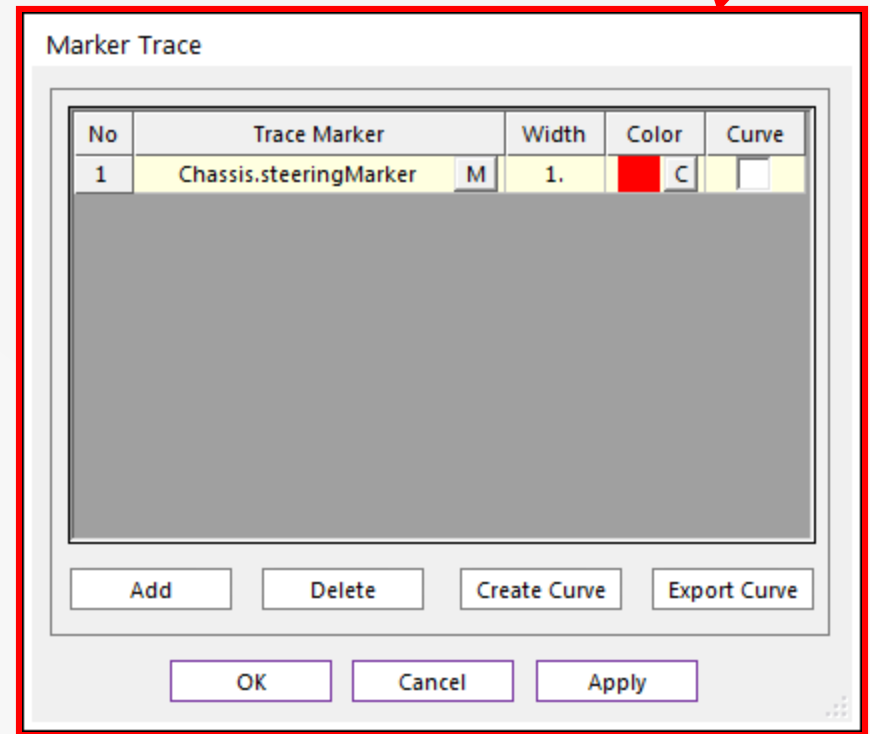 Marker Trace
No Trace Marker Width Color Curve
1 Chassis.steeringMarker M 1. C
Add Delete Create Curve Export Curve
OK Cancel Apply